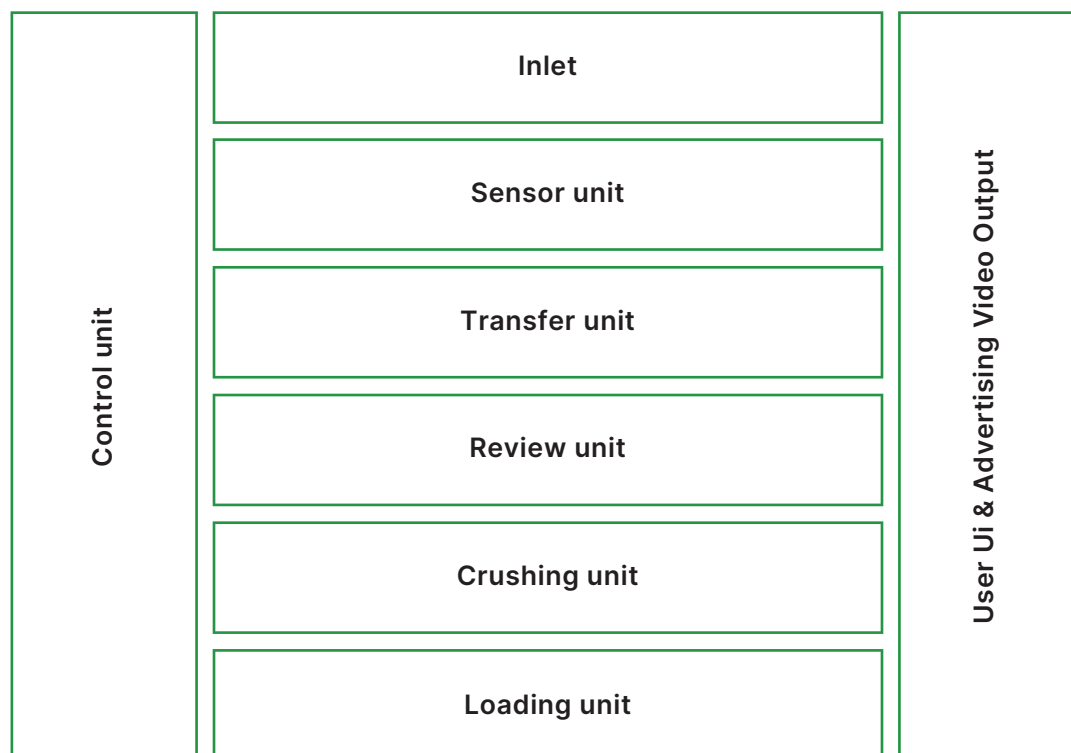 Control unit
Inlet
Sensor unit
Transfer unit
Review unit
Crushing unit
Loading unit
User Ui & Advertising Video Output